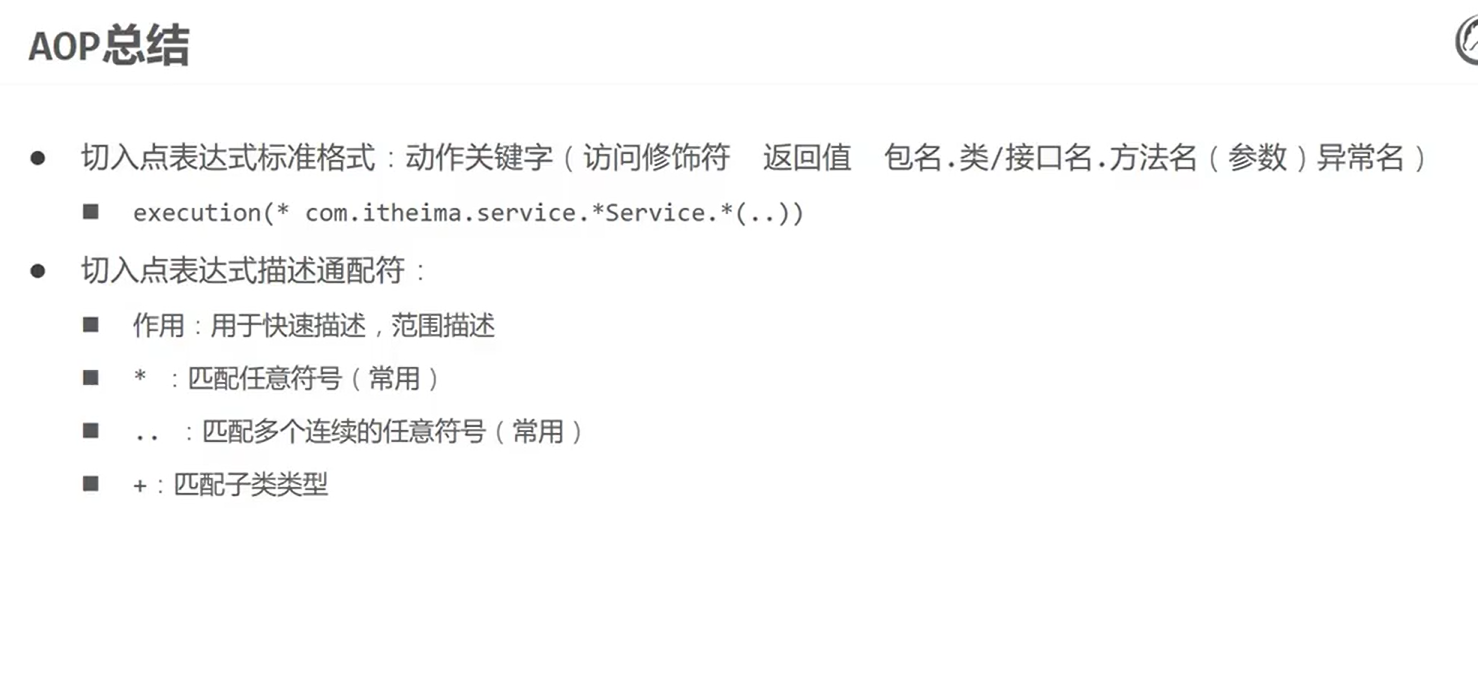 AOP总结
● 切入点表达式标准格式：动作关键字（访问修饰符 返回值 包名.类/接口名.方法名（参数）异常名）
■ execution(* com.itheima.service.*Service.*(..))
● 切入点表达式描述通配符：
■ 作用：用于快速描述，范围描述
■ * ：匹配任意符号（常用）
■ .. ：匹配多个连续的任意符号（常用）
■ +：匹配子类类型